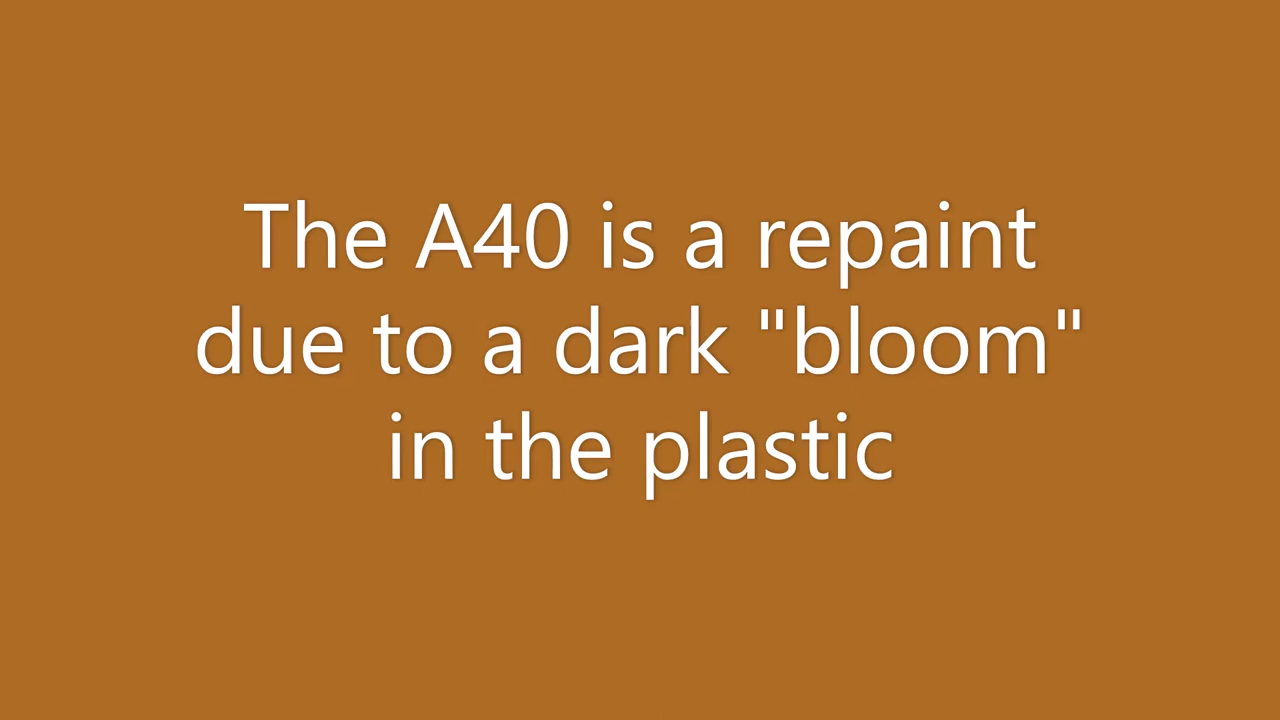 The A40 is a repaint
due to a dark "bloom"
in the plastic